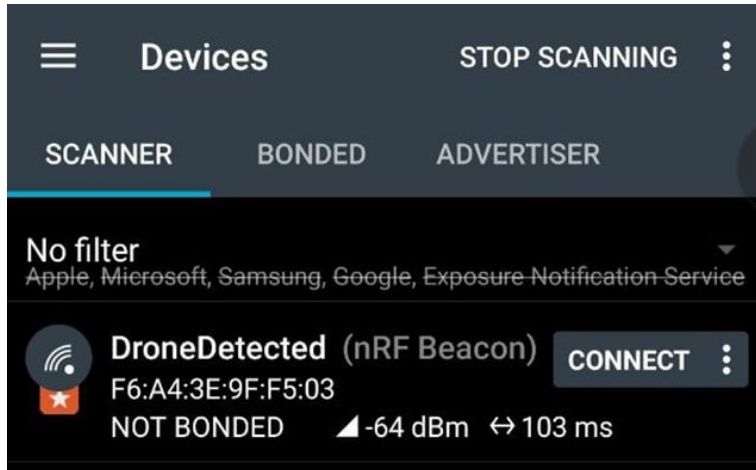 Devices STOP SCANNING
SCANNER BONDED ADVERTISER
No filter
Apple, Microsoft, Samsung, Google, Exposure Notification Service
DroneDetected (nRF Beacon) CONNECT
F6:A4:3E:9F:F5:03
NOT BONDED -64 dBm ↔ 103 ms